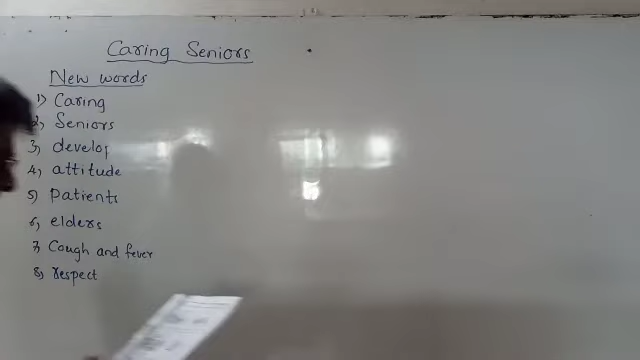 Caring Seniors
New words
1) Caring
2, Seniors
3, develop
4, attitude
5) Patients
6, elders
7, Cough and fever
8, respect